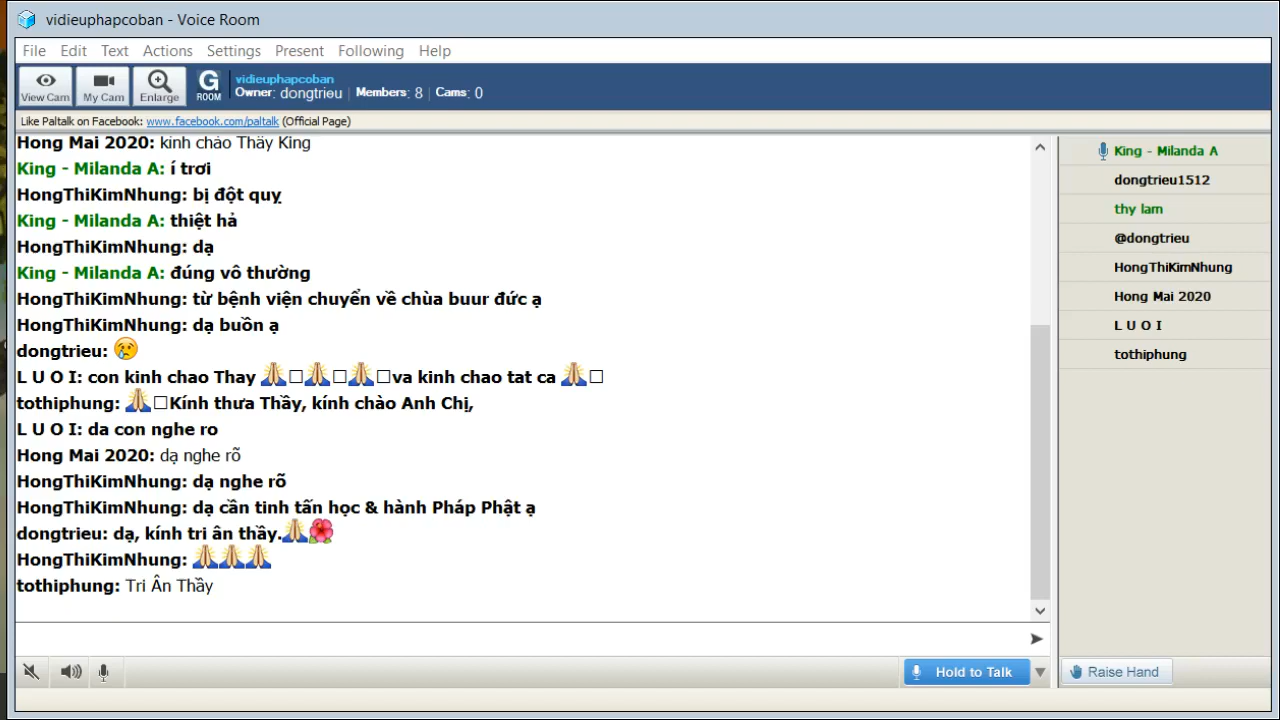 vidieuphapcoban - Voice Room
File Edit Text Actions Settings Present Following Help
View Cam My Cam Enlarge G ROOM
vidieuphapcoban
Owner: dongtrieu | Members: 8 | Cams: 0
Like Paltalk on Facebook: www.facebook.com/paltalk (Official Page)
Hong Mai 2020: kính chào Thầy King
King - Milanda A: í trơi
HongThiKimNhung: bị đột quỵ
King - Milanda A: thiệt hả
HongThiKimNhung: dạ
King - Milanda A: đúng vô thường
HongThiKimNhung: từ bệnh viện chuyển về chùa buur đức ạ
HongThiKimNhung: dạ buồn ạ
dongtrieu: 😢
L U O I: con kinh chao Thay 🙏□🙏□🙏□va kinh chao tat ca 🙏□
tothiphung: 🙏□Kính thưa Thầy, kính chào Anh Chị,
L U O I: da con nghe ro
Hong Mai 2020: dạ nghe rõ
HongThiKimNhung: dạ nghe rõ
HongThiKimNhung: dạ cần tinh tấn học & hành Pháp Phật ạ
dongtrieu: dạ, kính tri ân thầy.🙏🌺
HongThiKimNhung: 🙏🙏🙏
tothiphung: Tri Ân Thầy
King - Milanda A
dongtrieu1512
thy lam
@dongtrieu
HongThiKimNhung
Hong Mai 2020
L U O I
tothiphung
Hold to Talk
Raise Hand